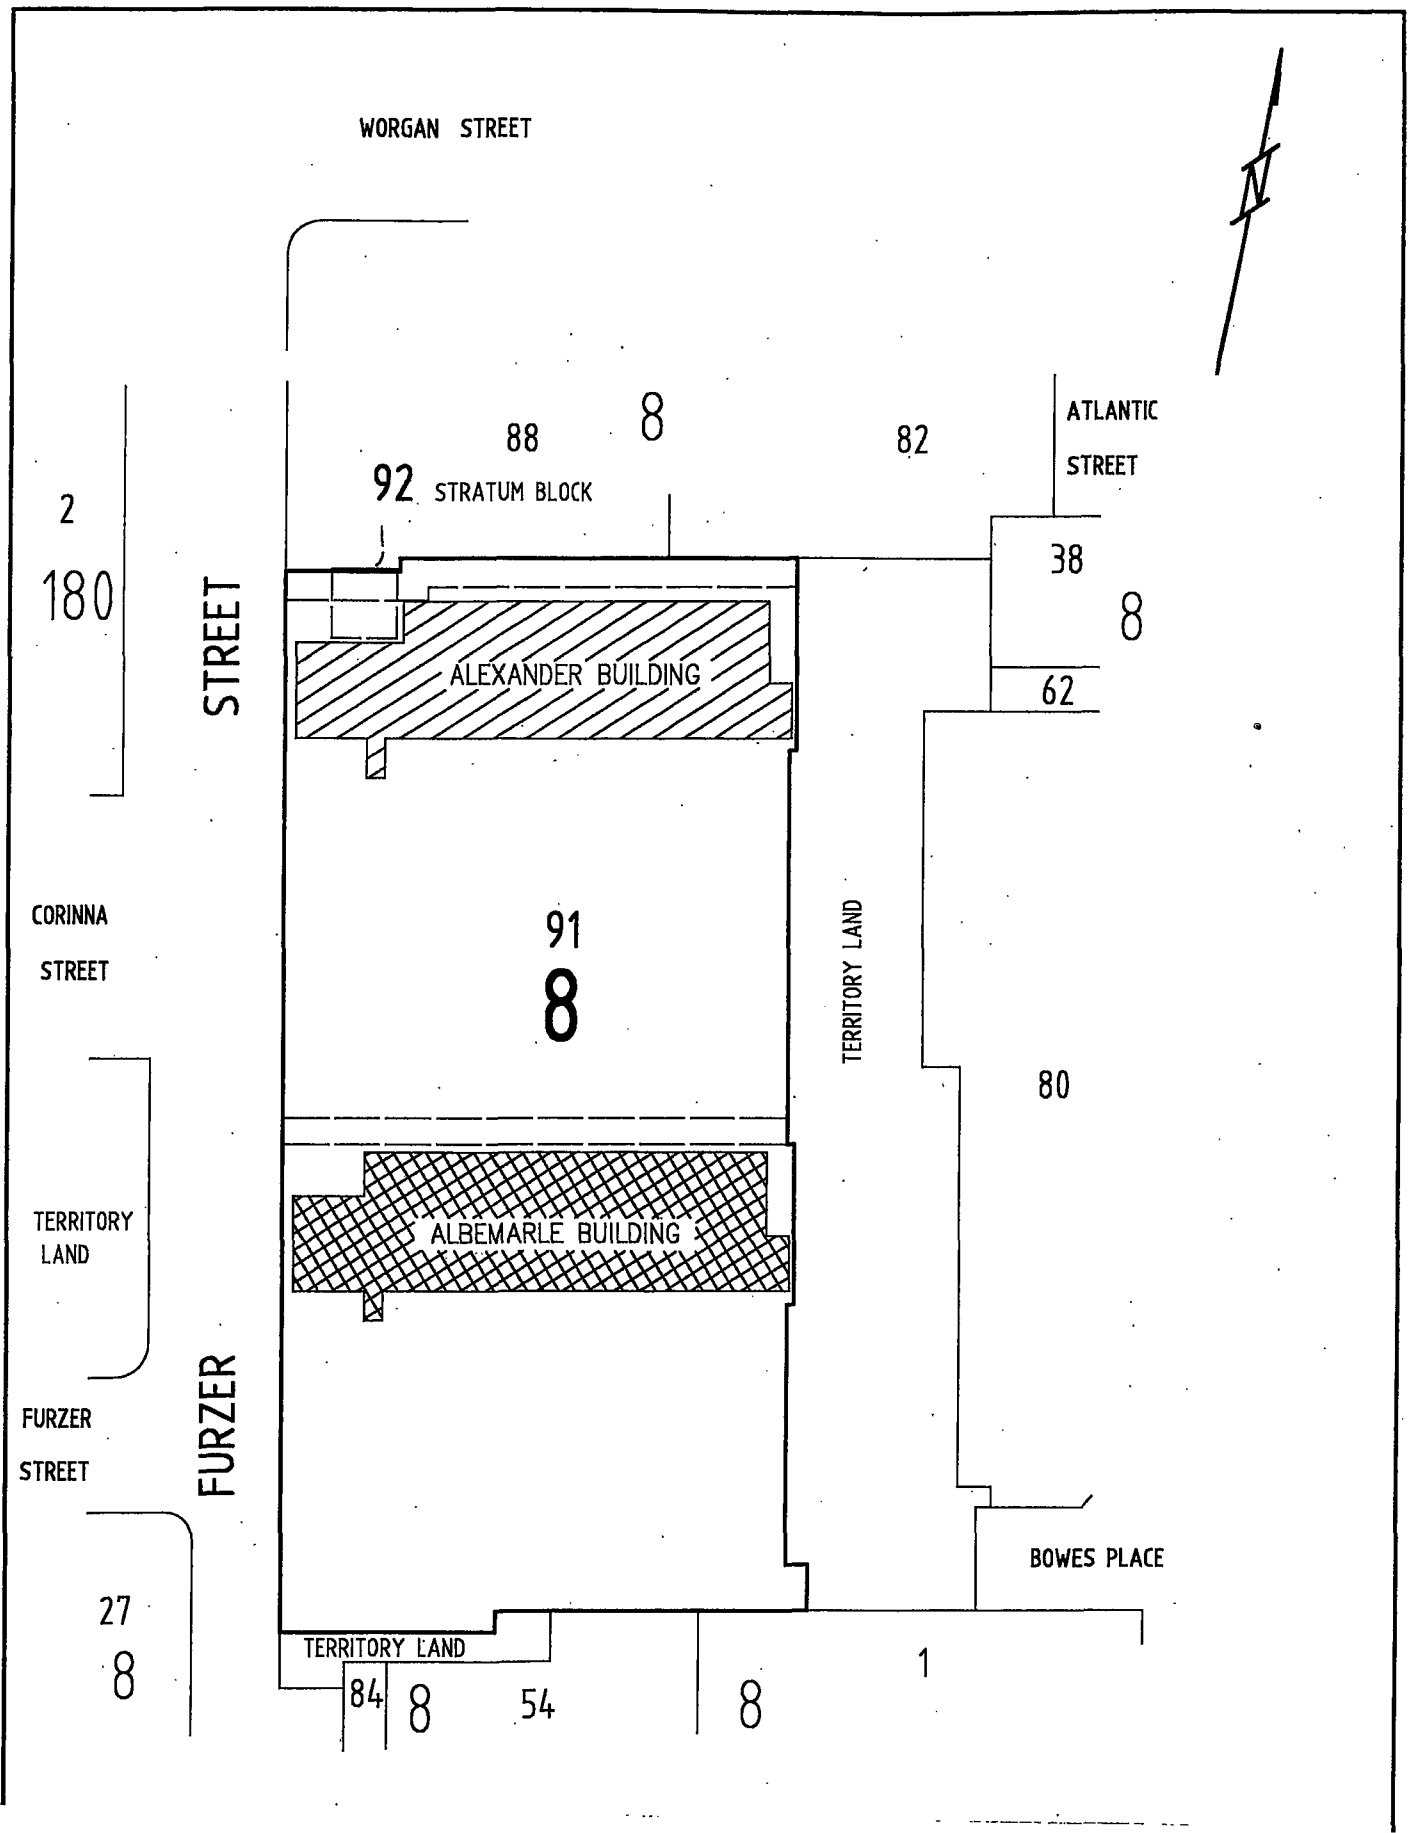 WORGAN STREET
N
ATLANTIC
STREET
88
8
82
92 STRATUM BLOCK
2
180
38
8
62
STREET
ALEXANDER BUILDING
CORINNA
STREET
91
8
TERRITORY LAND
80
TERRITORY
LAND
ALBEMARLE BUILDING
FURZER
FURZER
STREET
BOWES PLACE
27
8
TERRITORY LAND
84
8
54
8
1